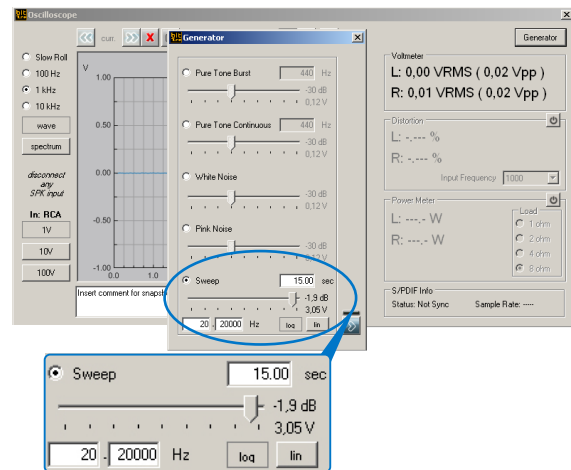 Oscilloscope
curr.
X
Slow Roll
100 Hz
1 kHz
10 kHz
wave
spectrum
disconnect
any
SPK input
In: RCA
1V
10V
100V
V
1.00
0.50
0.00
-0.50
-1.00
0.0
1.0
Insert comment for snapsh
Generator
Pure Tone Burst
440 Hz
-30 dB
0,12 V
Pure Tone Continuous
440 Hz
-30 dB
0,12 V
White Noise
-30 dB
0,12 V
Pink Noise
-30 dB
0,12 V
Sweep
15.00 sec
-1,9 dB
3,05 V
20 - 20000 Hz
log
lin
Generator
Voltmeter
L: 0,00 VRMS ( 0,02 Vpp )
R: 0,01 VRMS ( 0,02 Vpp )
Distortion
L: -,--- %
R: -,--- %
Input Frequency 1000
Power Meter
L: ---,- W
R: ---,- W
Load
1 ohm
2 ohm
4 ohm
8 ohm
S/PDIF Info
Status: Not Sync Sample Rate: -----
Sweep 15.00 sec
-1,9 dB
3,05 V
20 - 20000 Hz log lin